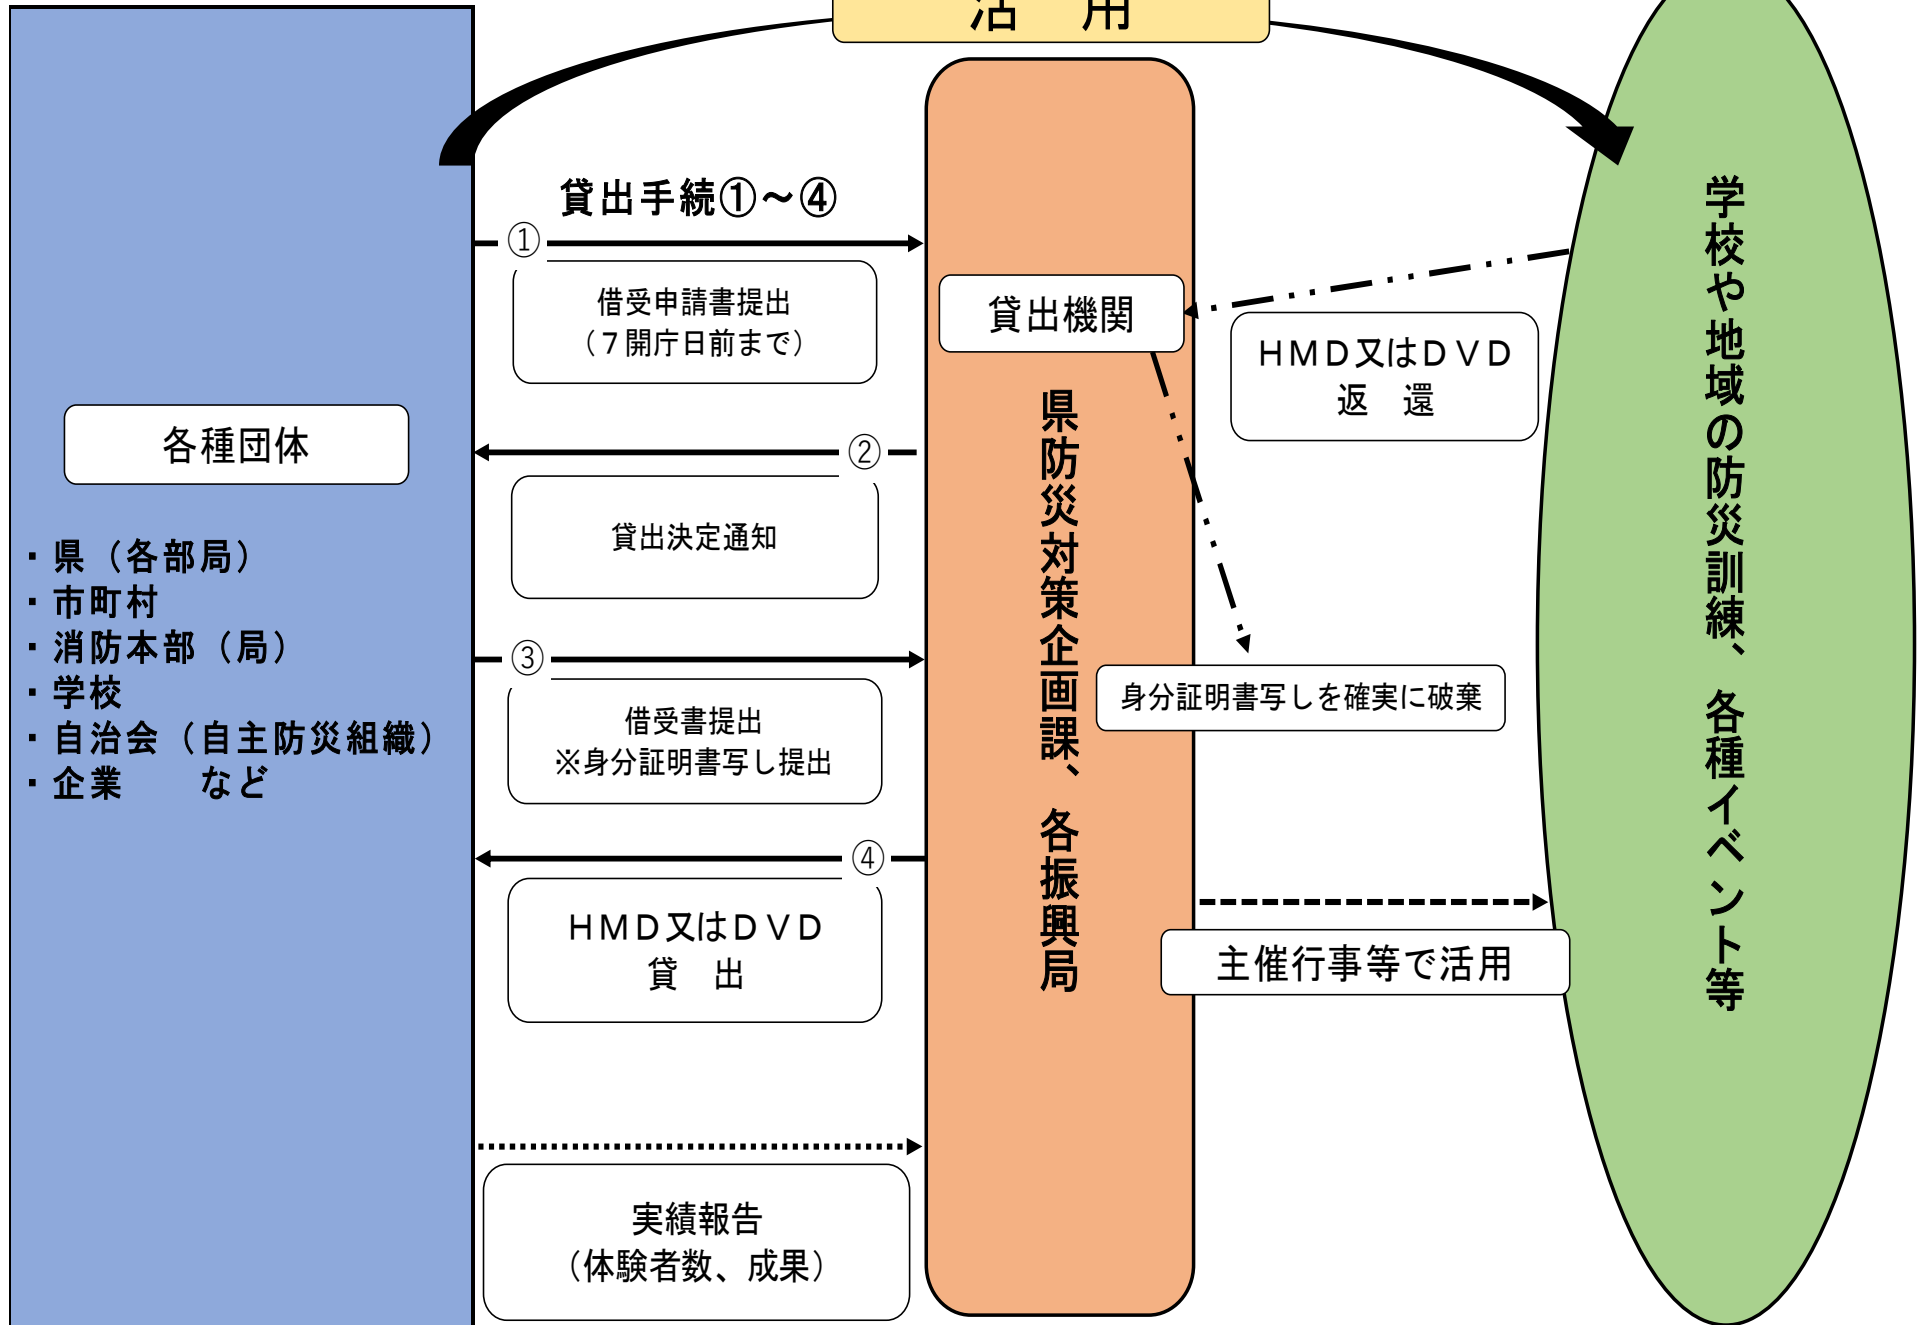 活　用
貸出手続①～④
①
借受申請書提出
（７開庁日前まで）
②
貸出決定通知
③
借受書提出
※身分証明書写し提出
④
ＨＭＤ又はＤＶＤ
貸　出
実績報告
（体験者数、成果）
各種団体
・県（各部局）
・市町村
・消防本部（局）
・学校
・自治会（自主防災組織）
・企業　　など
貸出機関
県防災対策企画課、各振興局
ＨＭＤ又はＤＶＤ
返　還
身分証明書写しを確実に破棄
主催行事等で活用
学校や地域の防災訓練、各種イベント等